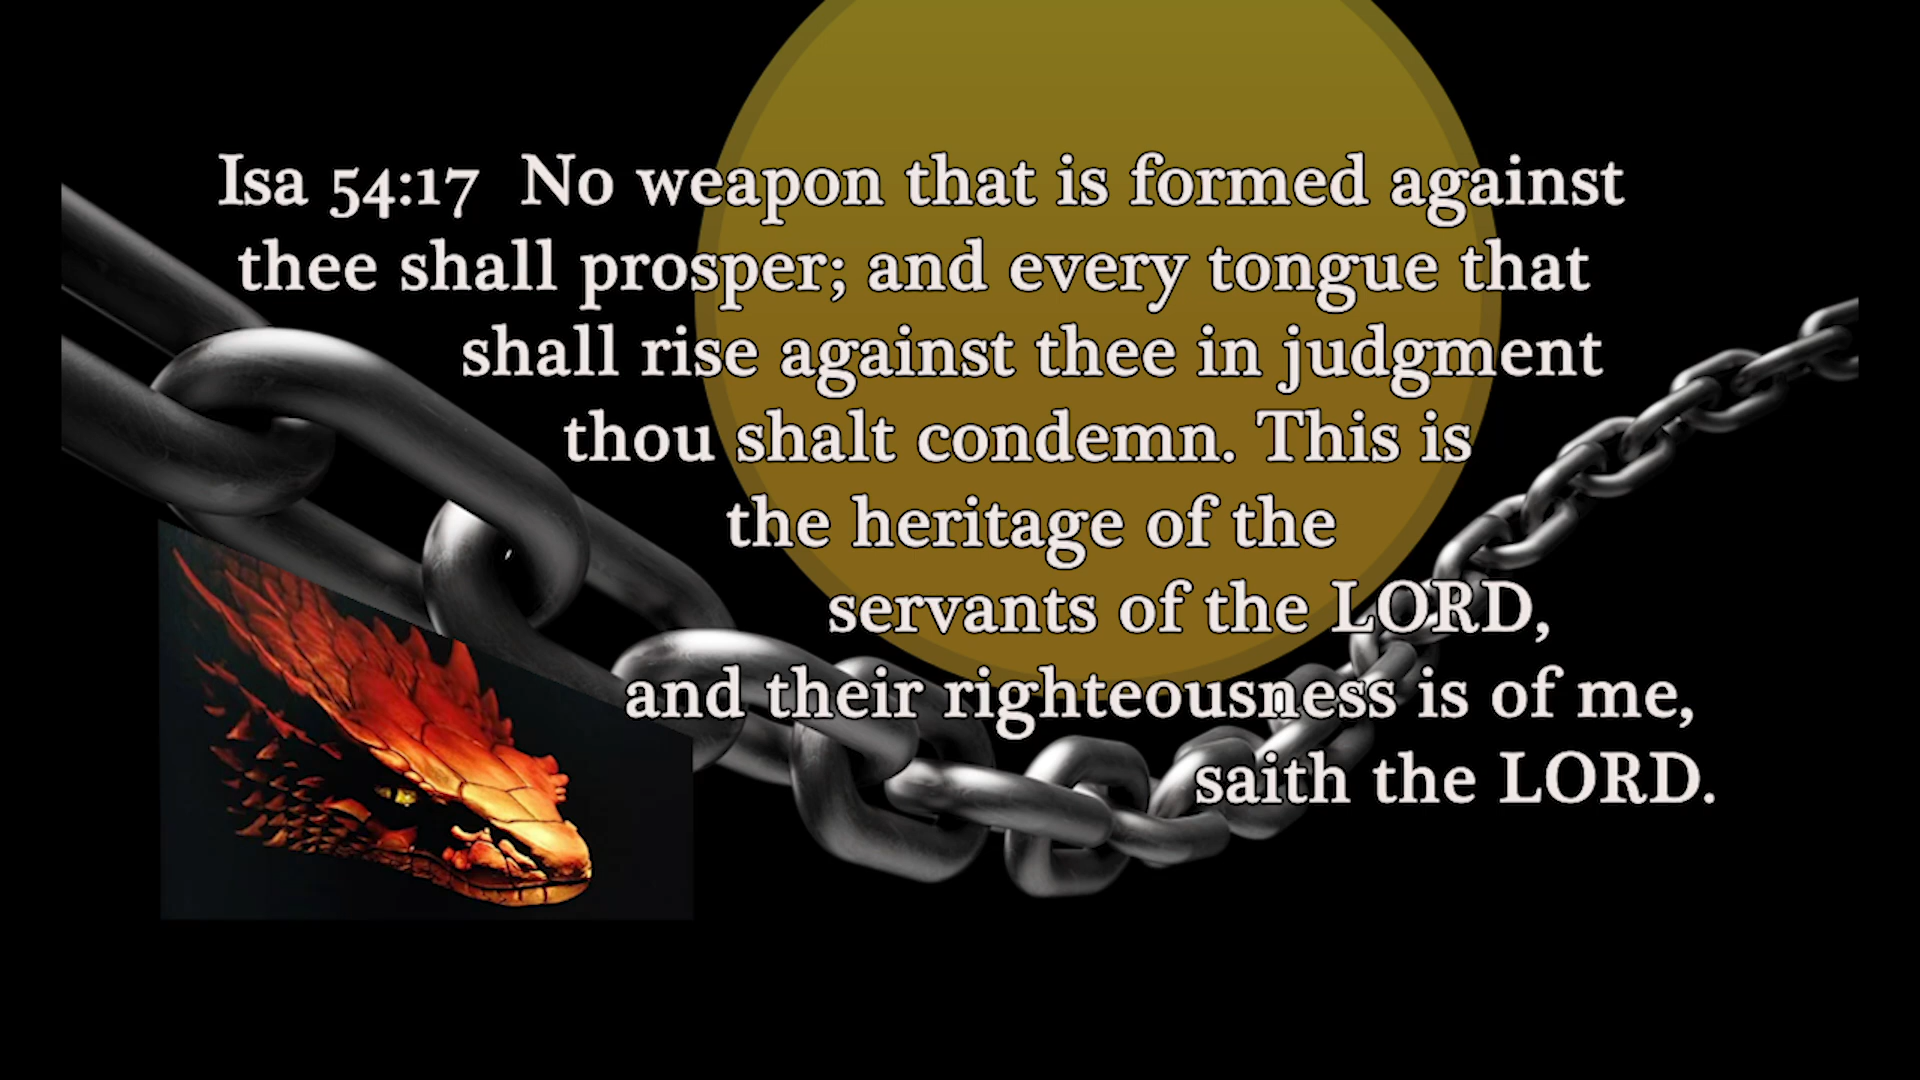 Isa 54:17  No weapon that is formed against
thee shall prosper; and every tongue that
shall rise against thee in judgment
thou shalt condemn. This is
the heritage of the
servants of the LORD,
and their righteousness is of me,
saith the LORD.